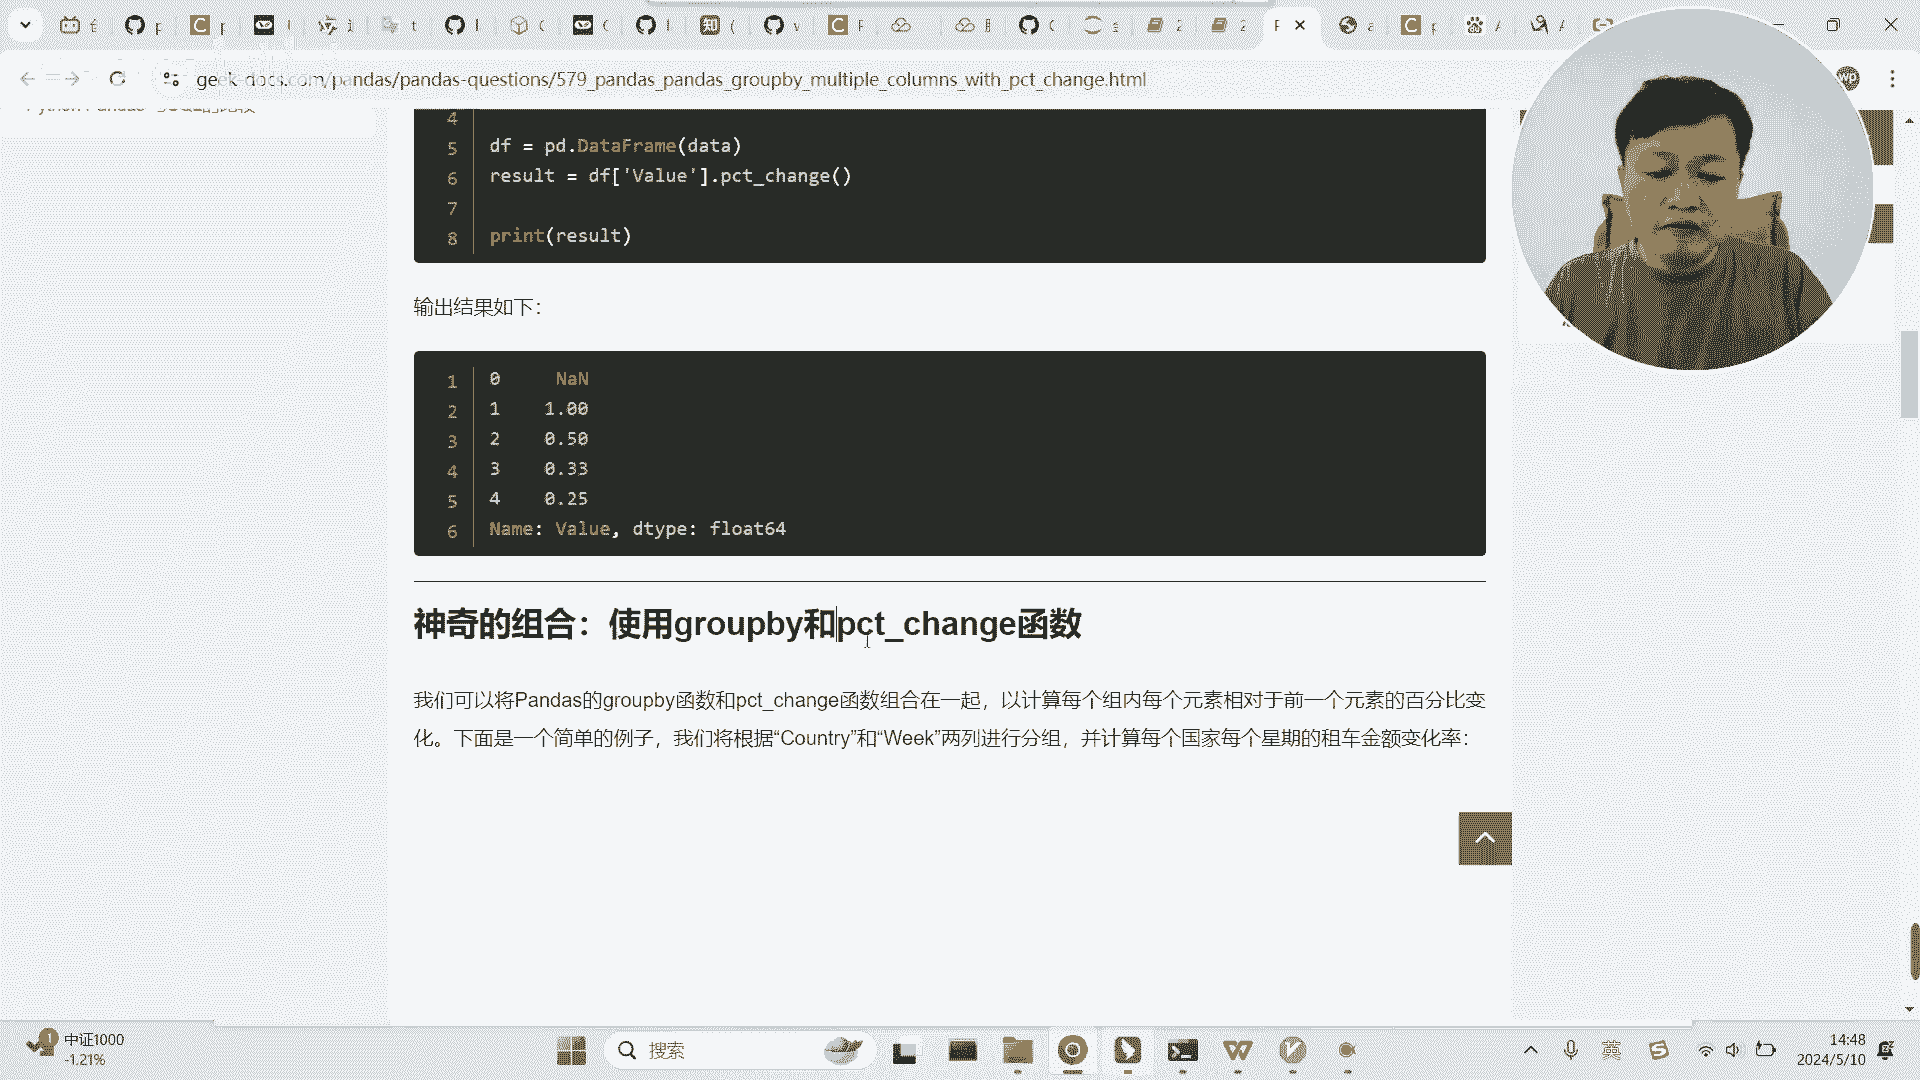 geek-docs.com/pandas/pandas-questions/579_pandas_pandas_groupby_multiple_columns_with_pct_change.html
4
5 df = pd.DataFrame(data)
6 result = df['Value'].pct_change()
7
8 print(result)
输出结果如下：
1 0 NaN
2 1 1.00
3 2 0.50
4 3 0.33
5 4 0.25
6 Name: Value, dtype: float64
神奇的组合：使用groupby和pct_change函数
我们可以将Pandas的groupby函数和pct_change函数组合在一起，以计算每个组内每个元素相对于前一个元素的百分比变
化。下面是一个简单的例子，我们将根据“Country”和“Week”两列进行分组，并计算每个国家每个星期的租车金额变化率：
中证1000
-1.21%
搜索
英
14:48
2024/5/10